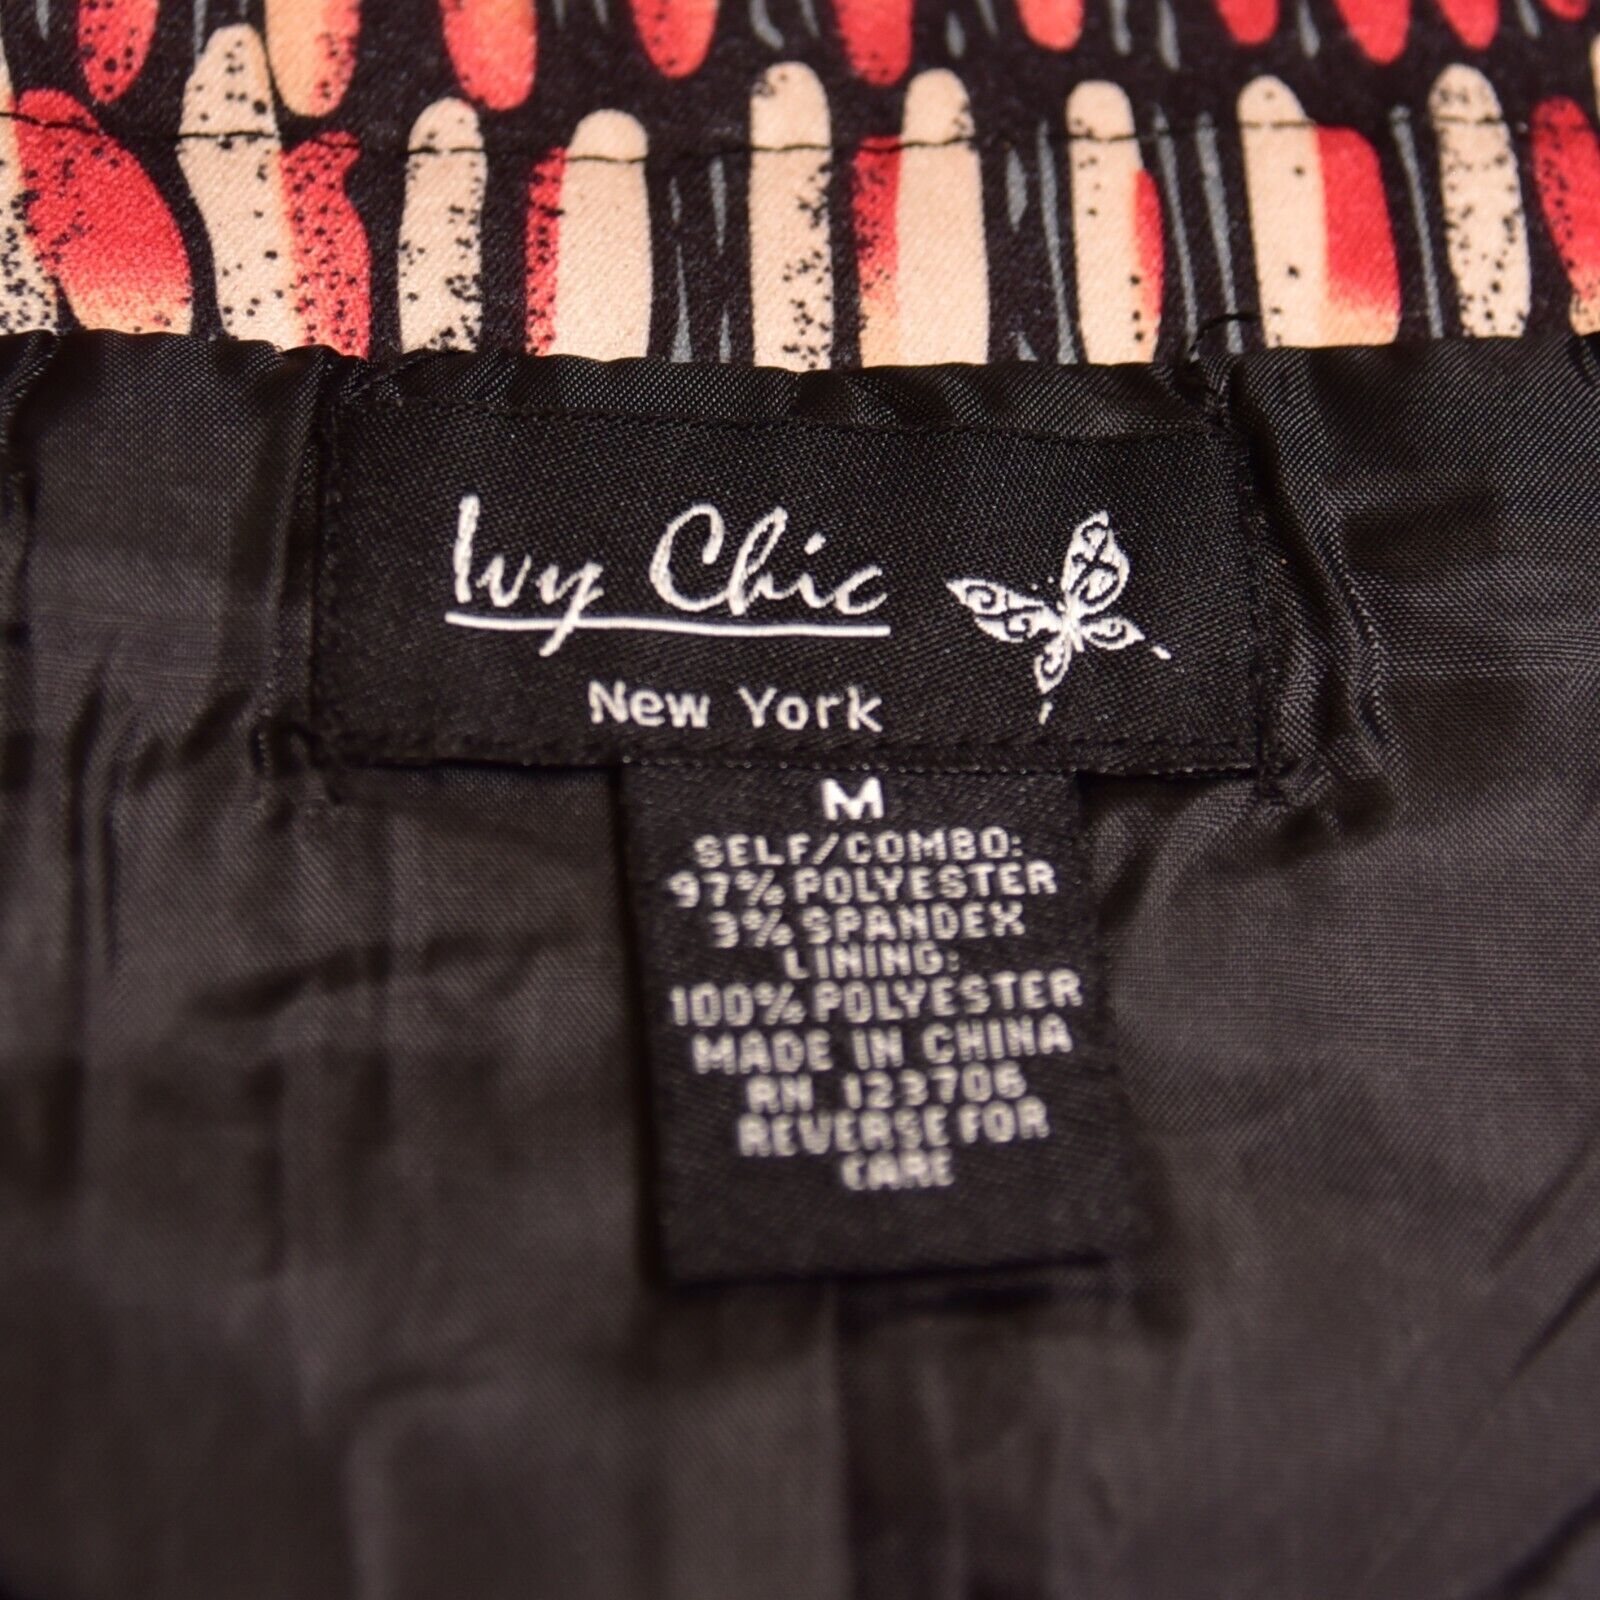 Ivy Chic
New York
M
SELF/COMBO:
97% POLYESTER
3% SPANDEX
LINING:
100% POLYESTER
MADE IN CHINA
RN 123706
REVERSE FOR
CARE